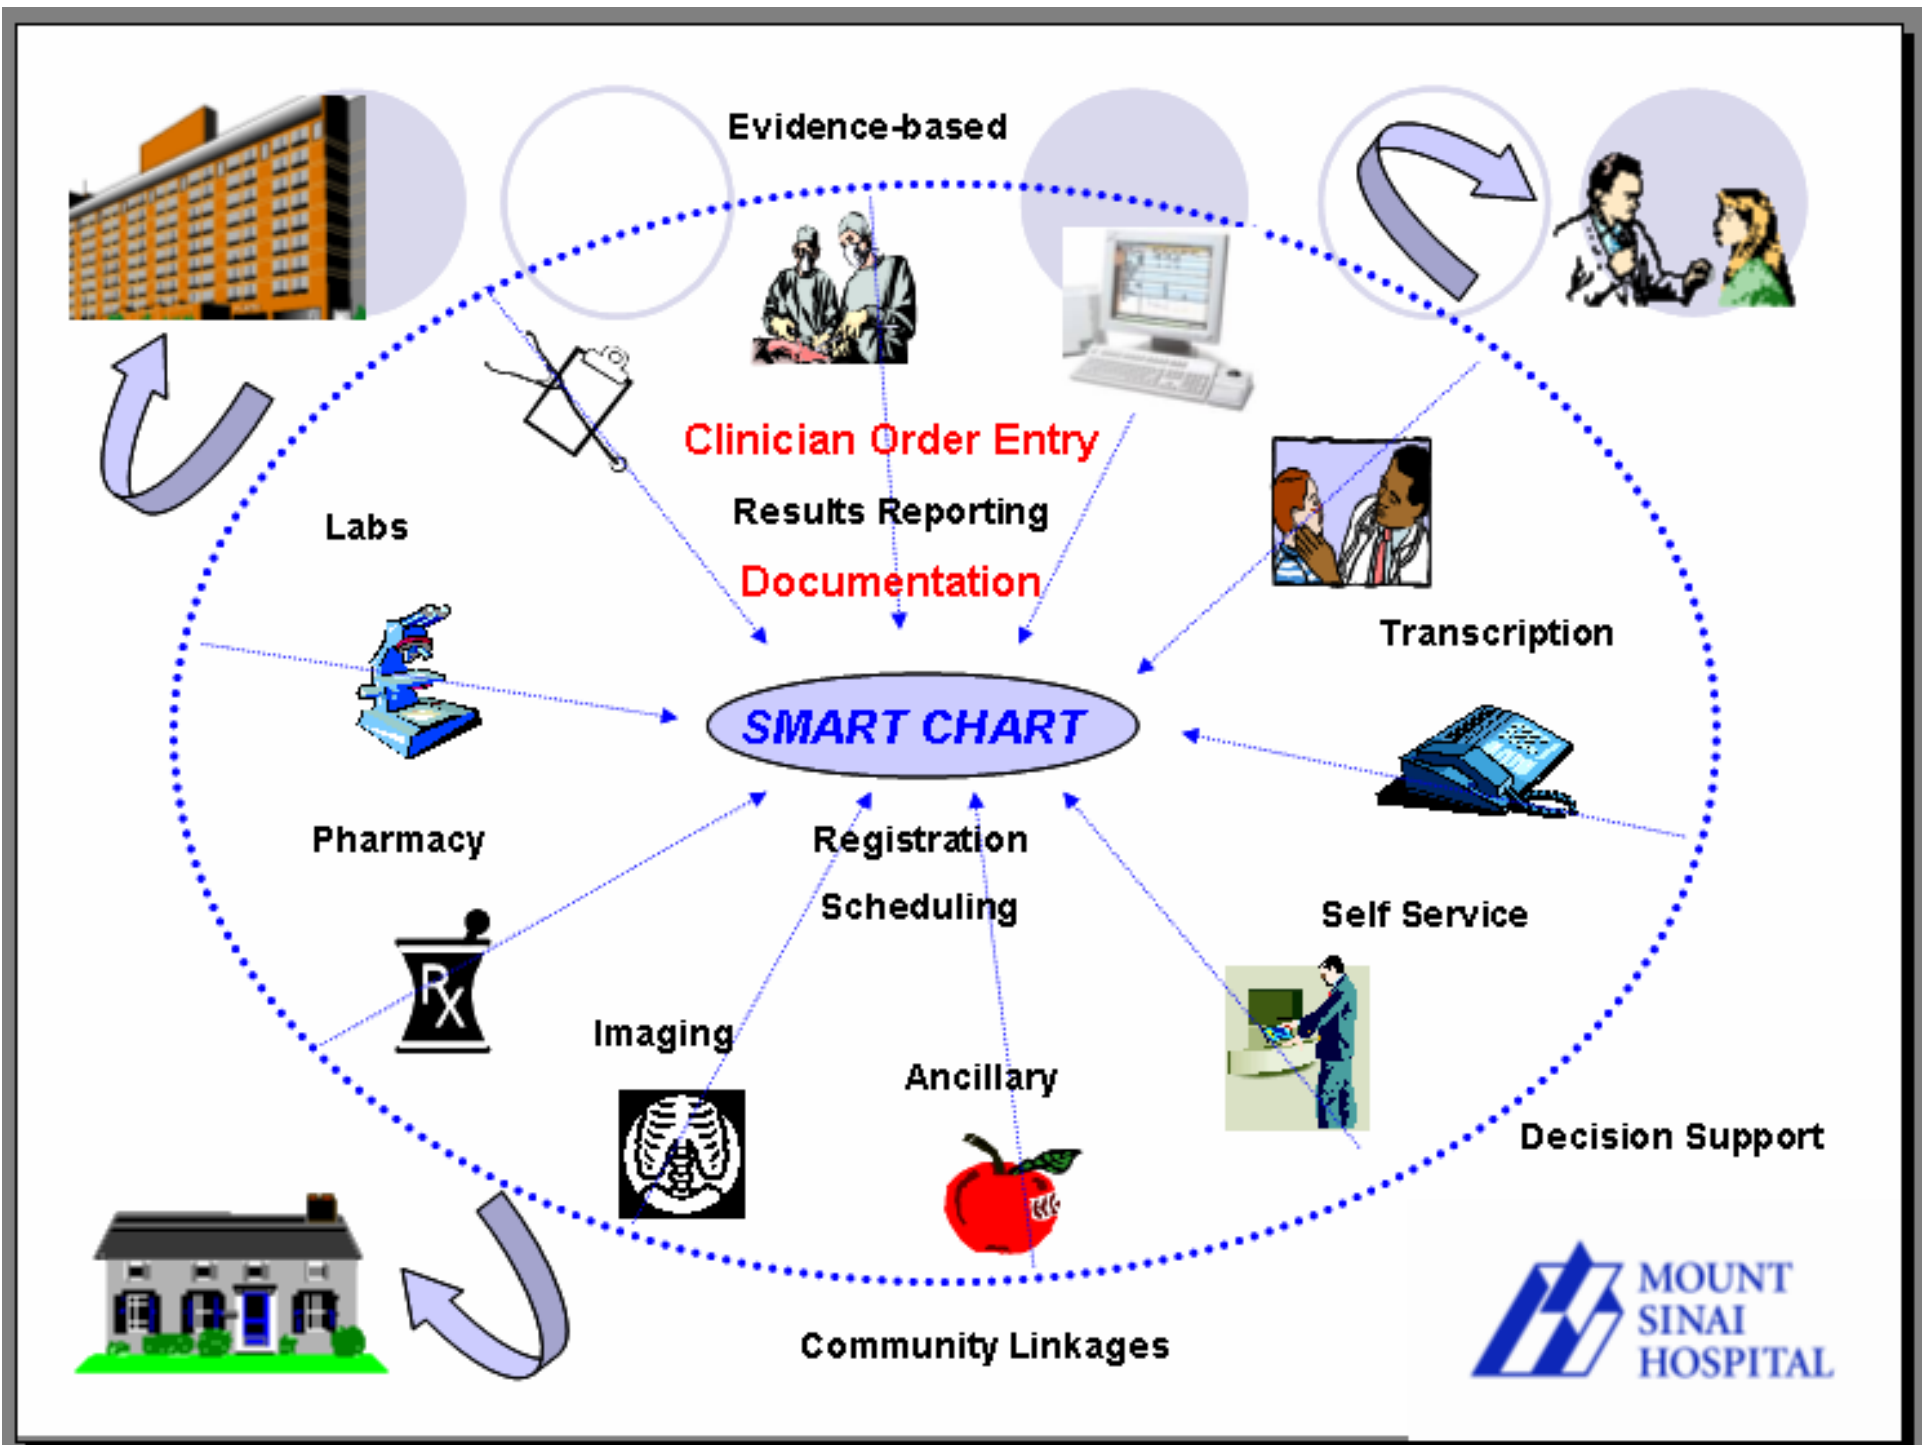 Evidence-based
Clinician Order Entry
Results Reporting
Documentation
Labs
Transcription
SMART CHART
Pharmacy
Registration
Scheduling
Self Service
Imaging
Ancillary
RX
Decision Support
Community Linkages
MOUNT
SINAI
HOSPITAL